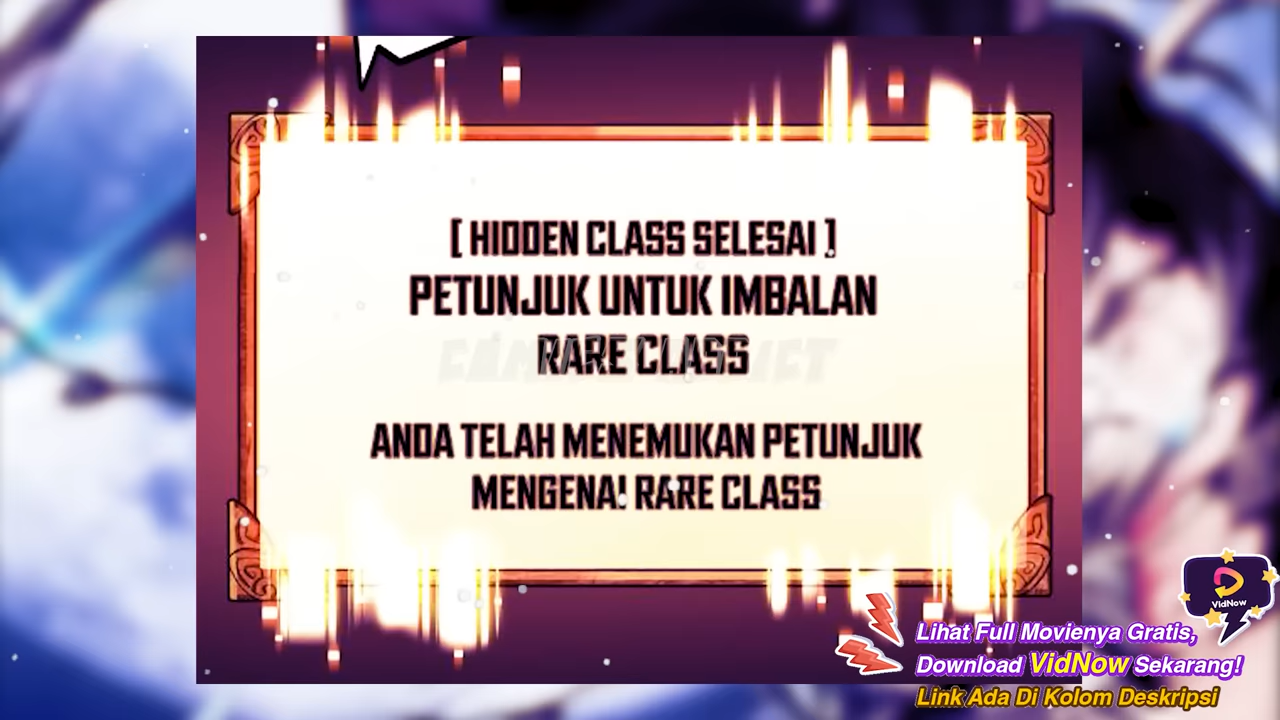 [ HIDDEN CLASS SELESAI ]
PETUNJUK UNTUK IMBALAN
RARE CLASS
ANDA TELAH MENEMUKAN PETUNJUK
MENGENAI RARE CLASS
VidNow
Lihat Full Movienya Gratis,
Download VidNow Sekarang!
Link Ada Di Kolom Deskripsi